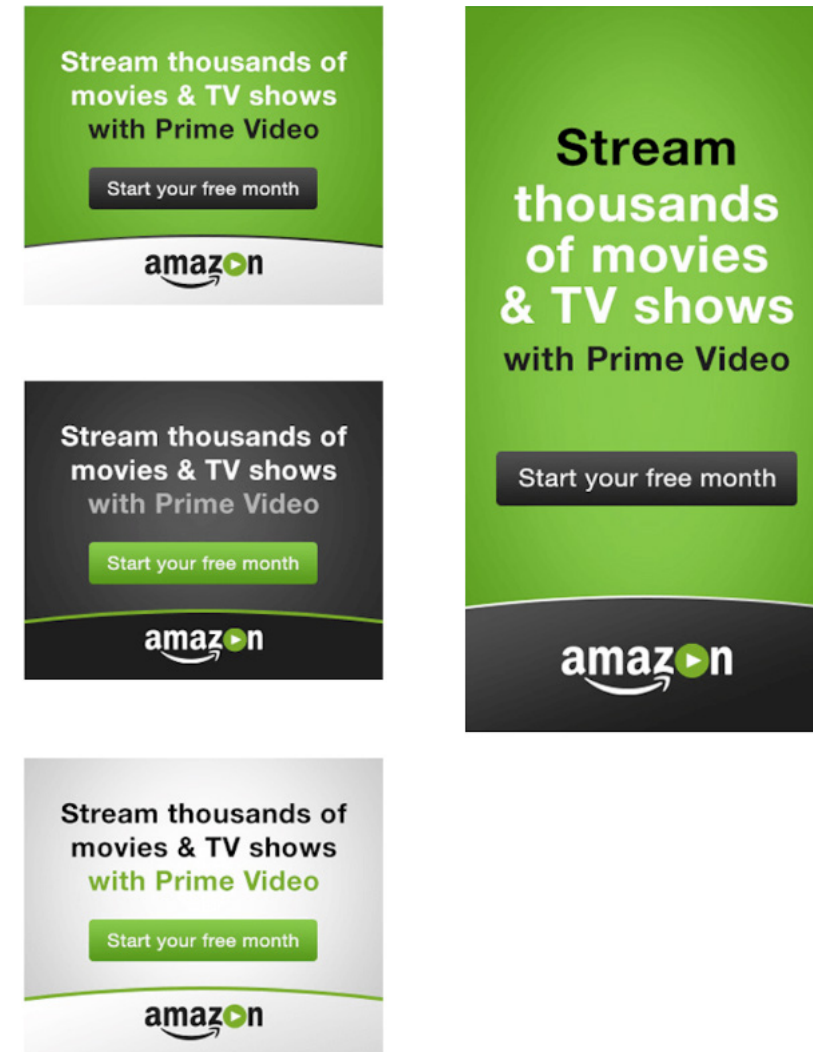 Stream thousands of
movies & TV shows
with Prime Video
Start your free month
amazon
Stream thousands of
movies & TV shows
with Prime Video
Start your free month
amazon
Stream thousands of
movies & TV shows
with Prime Video
Start your free month
amazon
Stream
thousands
of movies
& TV shows
with Prime Video
Start your free month
amazon